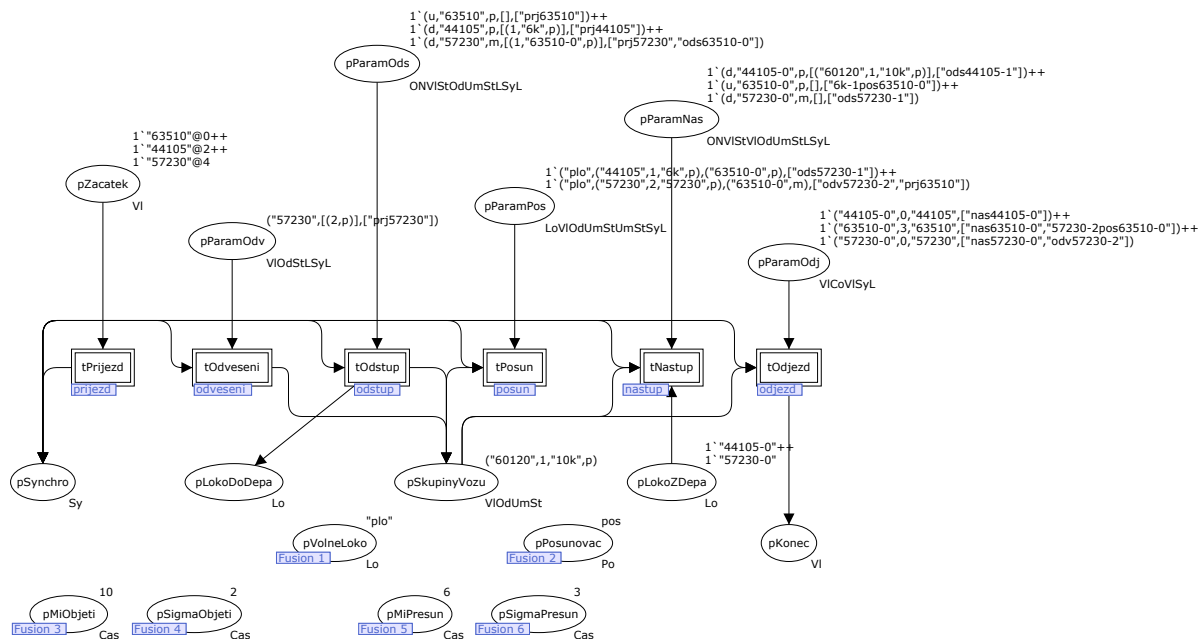 1`(u,"63510",p,[],["prj63510"])++
1`(d,"44105",p,[(1,"6k",p)],["prj44105"])++
1`(d,"57230",m,[(1,"63510-0",p)],["prj57230","ods63510-0"])
pParamOds
ONVlStOdUmStLSyL
1`(d,"44105-0",p,[("60120",1,"10k",p)],["ods44105-1"])++
1`(u,"63510-0",p,[],["6k-1pos63510-0"])++
1`(d,"57230-0",m,[],["ods57230-1"])
pParamNas
ONVlStVlOdUmStLSyL
1`"63510"@0++
1`"44105"@2++
1`"57230"@4
pZacatek
Vl
1`("plo",("44105",1,"6k",p),("63510-0",p),["ods57230-1"])++
1`("plo",("57230",2,"57230",p),("63510-0",m),["odv57230-2","prj63510"])
pParamPos
LoVlOdUmStUmStSyL
("57230",[(2,p)],["prj57230"])
pParamOdv
VlOdStLSyL
1`("44105-0",0,"44105",["nas44105-0"])++
1`("63510-0",3,"63510",["nas63510-0","57230-2pos63510-0"])++
1`("57230-0",0,"57230",["nas57230-0","odv57230-2"])
pParamOdj
VlCoVlSyL
tPrijezd
prijezd
tOdveseni
odveseni
tOdstup
odstup
tPosun
posun
tNastup
nastup
tOdjezd
odjezd
pSynchro
Sy
pLokoDoDepa
Lo
("60120",1,"10k",p)
pSkupinyVozu
VlOdUmSt
1`"44105-0"++
1`"57230-0"
pLokoZDepa
Lo
"plo"
pVolneLoko
Fusion 1
Lo
pos
pPosunovac
Fusion 2
Po
pKonec
Vl
10
pMiObjeti
Fusion 3
Cas
2
pSigmaObjeti
Fusion 4
Cas
6
pMiPresun
Fusion 5
Cas
3
pSigmaPresun
Fusion 6
Cas